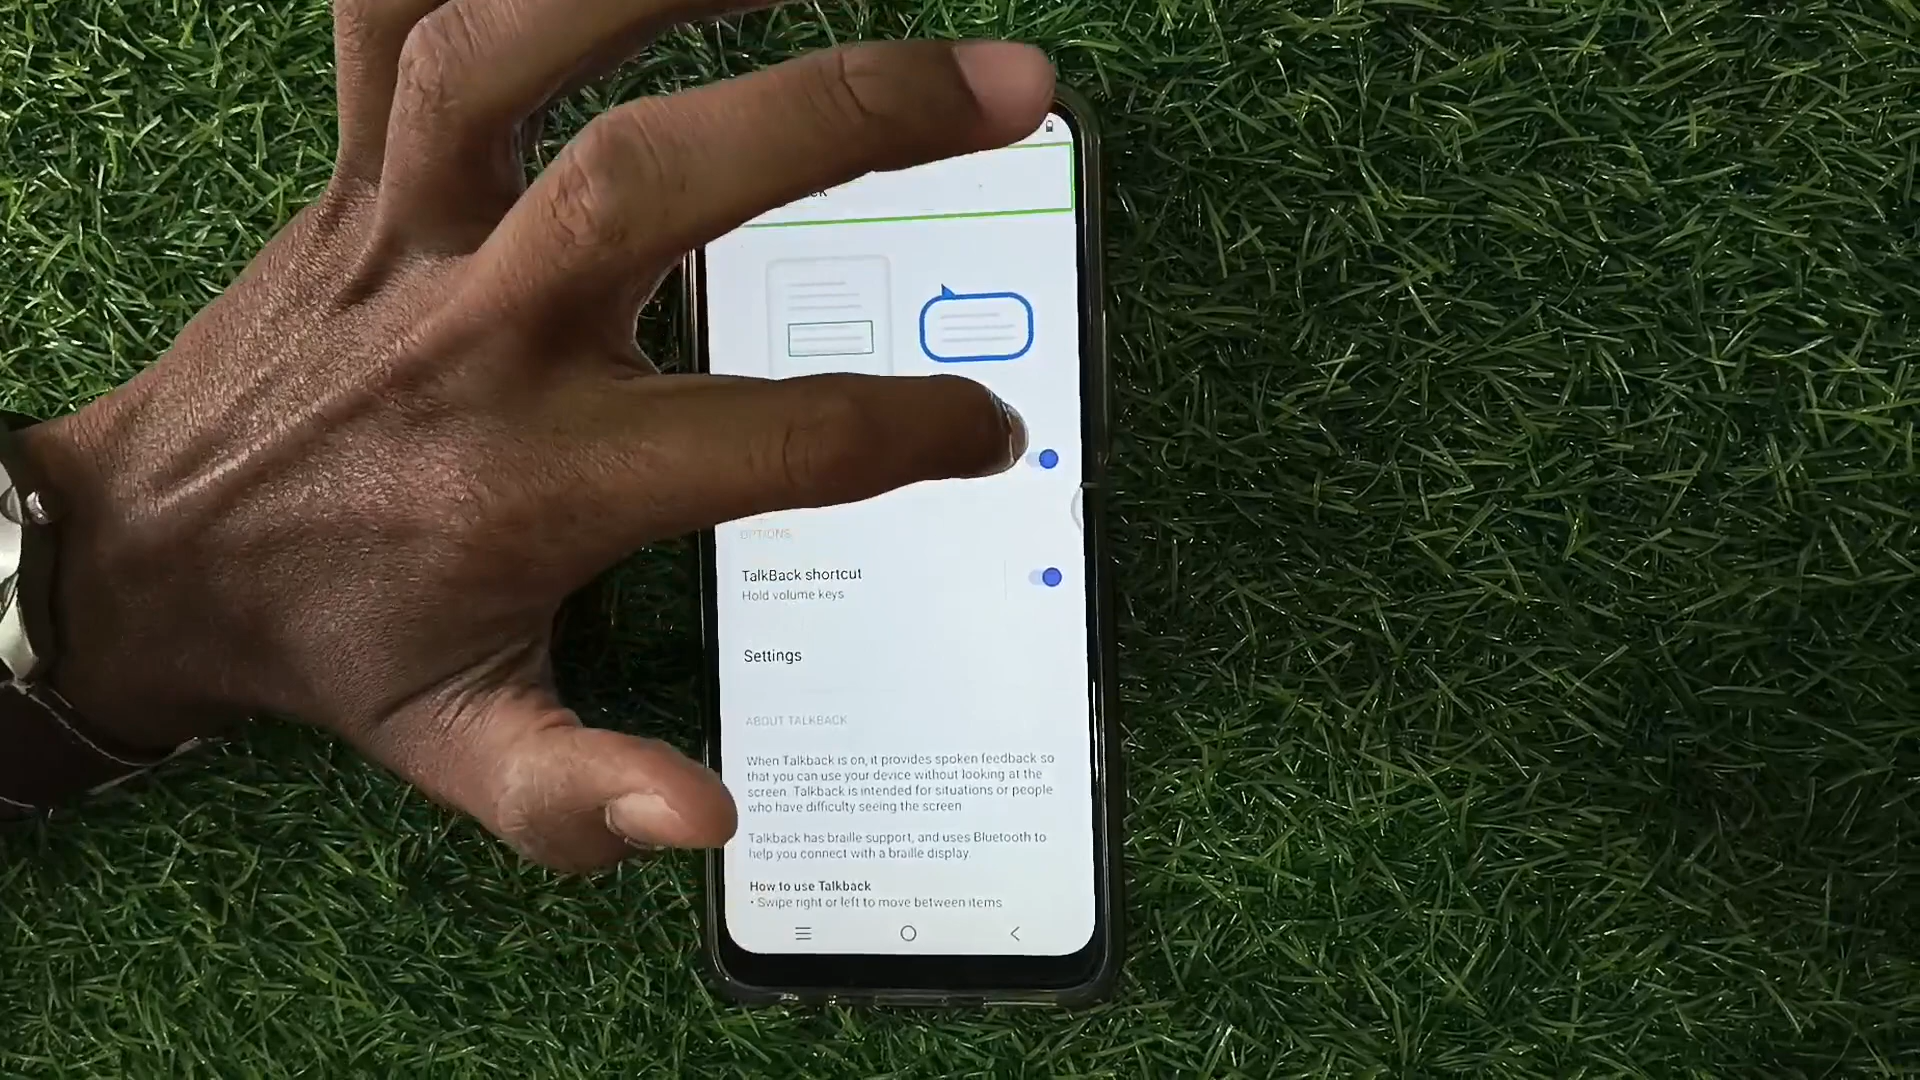 OPTIONS
TalkBack shortcut
Hold volume keys
Settings
ABOUT TALKBACK
When Talkback is on, it provides spoken feedback so
that you can use your device without looking at the
screen. Talkback is intended for situations or people
who have difficulty seeing the screen
Talkback has braille support, and uses Bluetooth to
help you connect with a braille display.
How to use Talkback
• Swipe right or left to move between items